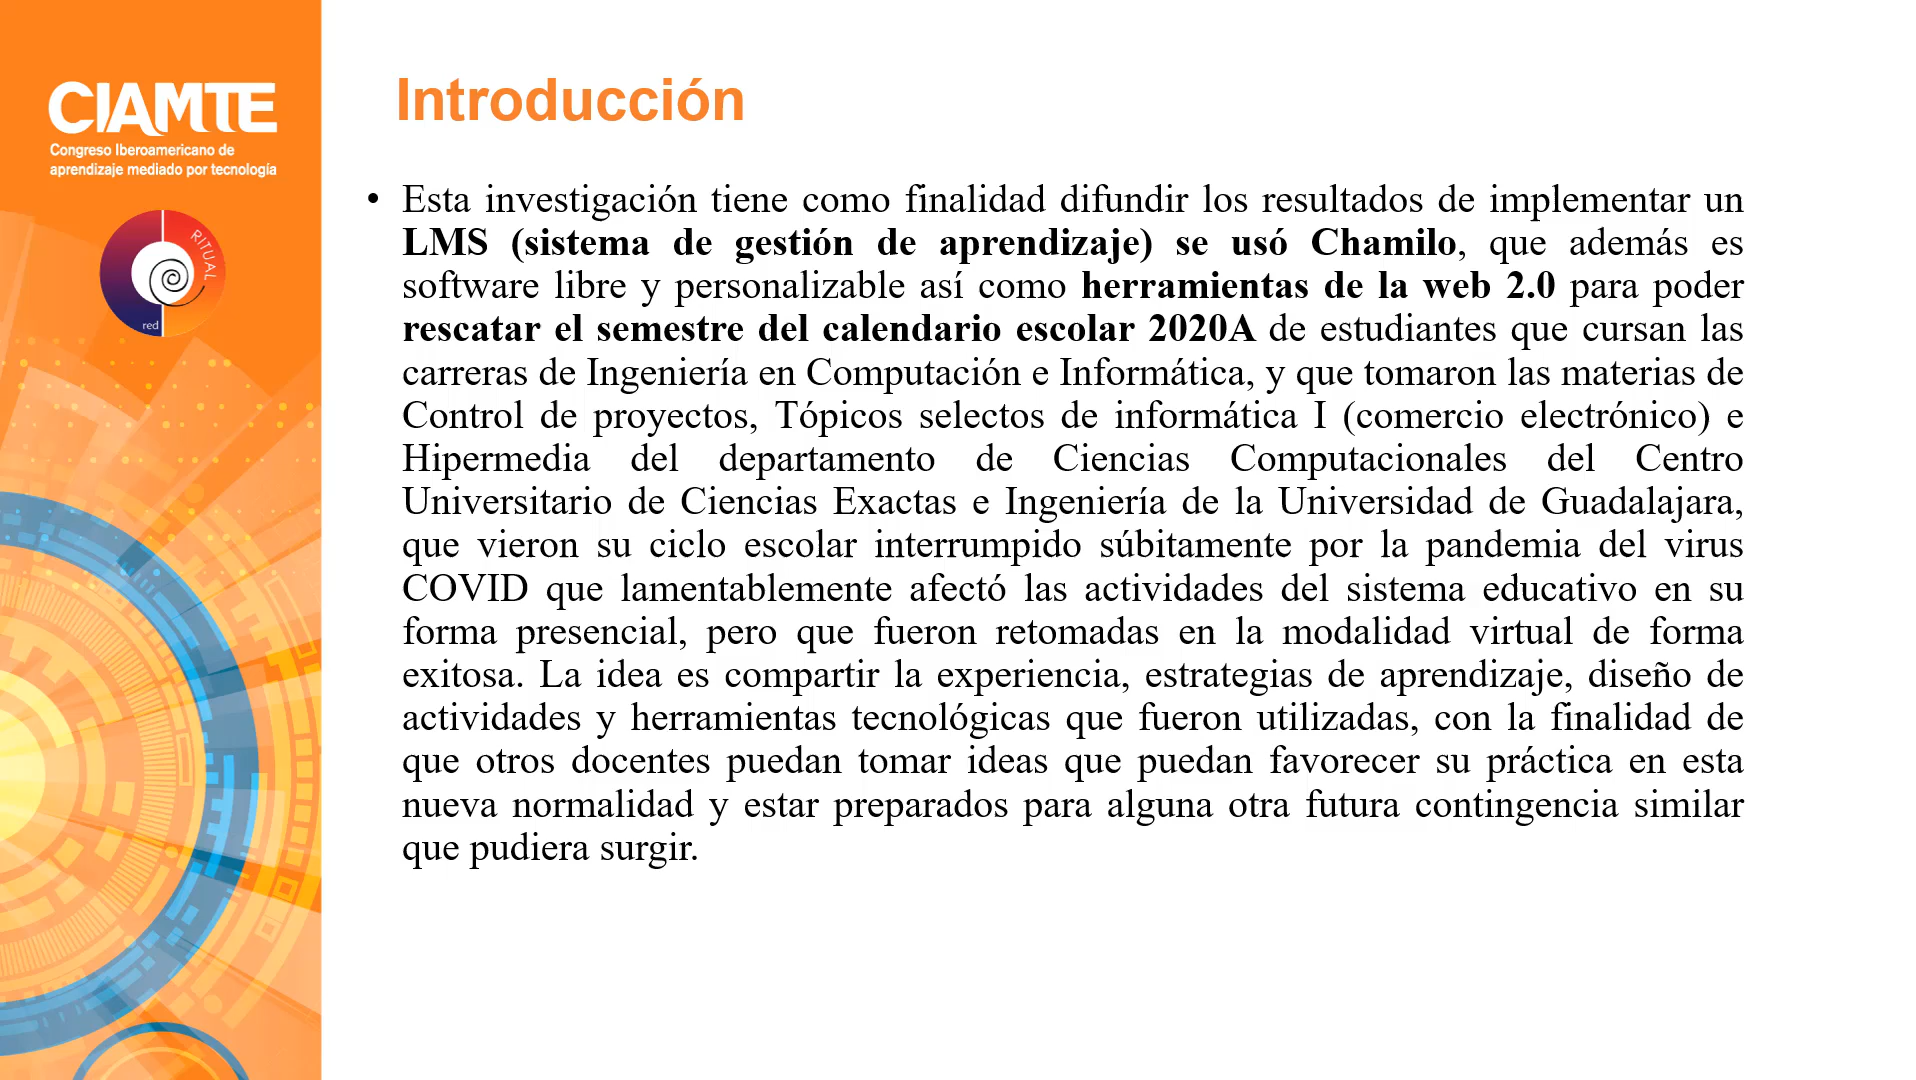 CIAMTE
Congreso Iberoamericano de
aprendizaje mediado por tecnología
RITUAL
red
Introducción
• Esta investigación tiene como finalidad difundir los resultados de implementar un
LMS (sistema de gestión de aprendizaje) se usó Chamilo, que además es
software libre y personalizable así como herramientas de la web 2.0 para poder
rescatar el semestre del calendario escolar 2020A de estudiantes que cursan las
carreras de Ingeniería en Computación e Informática, y que tomaron las materias de
Control de proyectos, Tópicos selectos de informática I (comercio electrónico) e
Hipermedia del departamento de Ciencias Computacionales del Centro
Universitario de Ciencias Exactas e Ingeniería de la Universidad de Guadalajara,
que vieron su ciclo escolar interrumpido súbitamente por la pandemia del virus
COVID que lamentablemente afectó las actividades del sistema educativo en su
forma presencial, pero que fueron retomadas en la modalidad virtual de forma
exitosa. La idea es compartir la experiencia, estrategias de aprendizaje, diseño de
actividades y herramientas tecnológicas que fueron utilizadas, con la finalidad de
que otros docentes puedan tomar ideas que puedan favorecer su práctica en esta
nueva normalidad y estar preparados para alguna otra futura contingencia similar
que pudiera surgir.